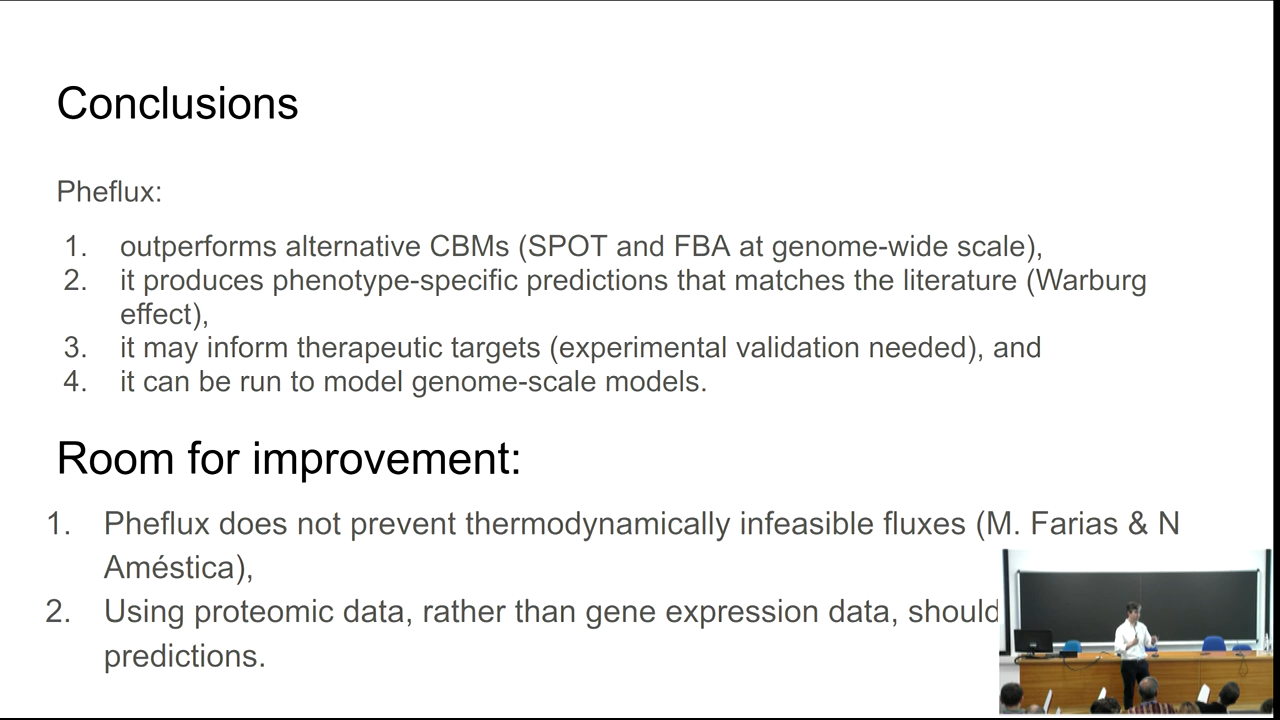 Conclusions
Pheflux:
1. outperforms alternative CBMs (SPOT and FBA at genome-wide scale),
2. it produces phenotype-specific predictions that matches the literature (Warburg
effect),
3. it may inform therapeutic targets (experimental validation needed), and
4. it can be run to model genome-scale models.
Room for improvement:
1. Pheflux does not prevent thermodynamically infeasible fluxes (M. Farias & N
Améstica),
2. Using proteomic data, rather than gene expression data, should
predictions.